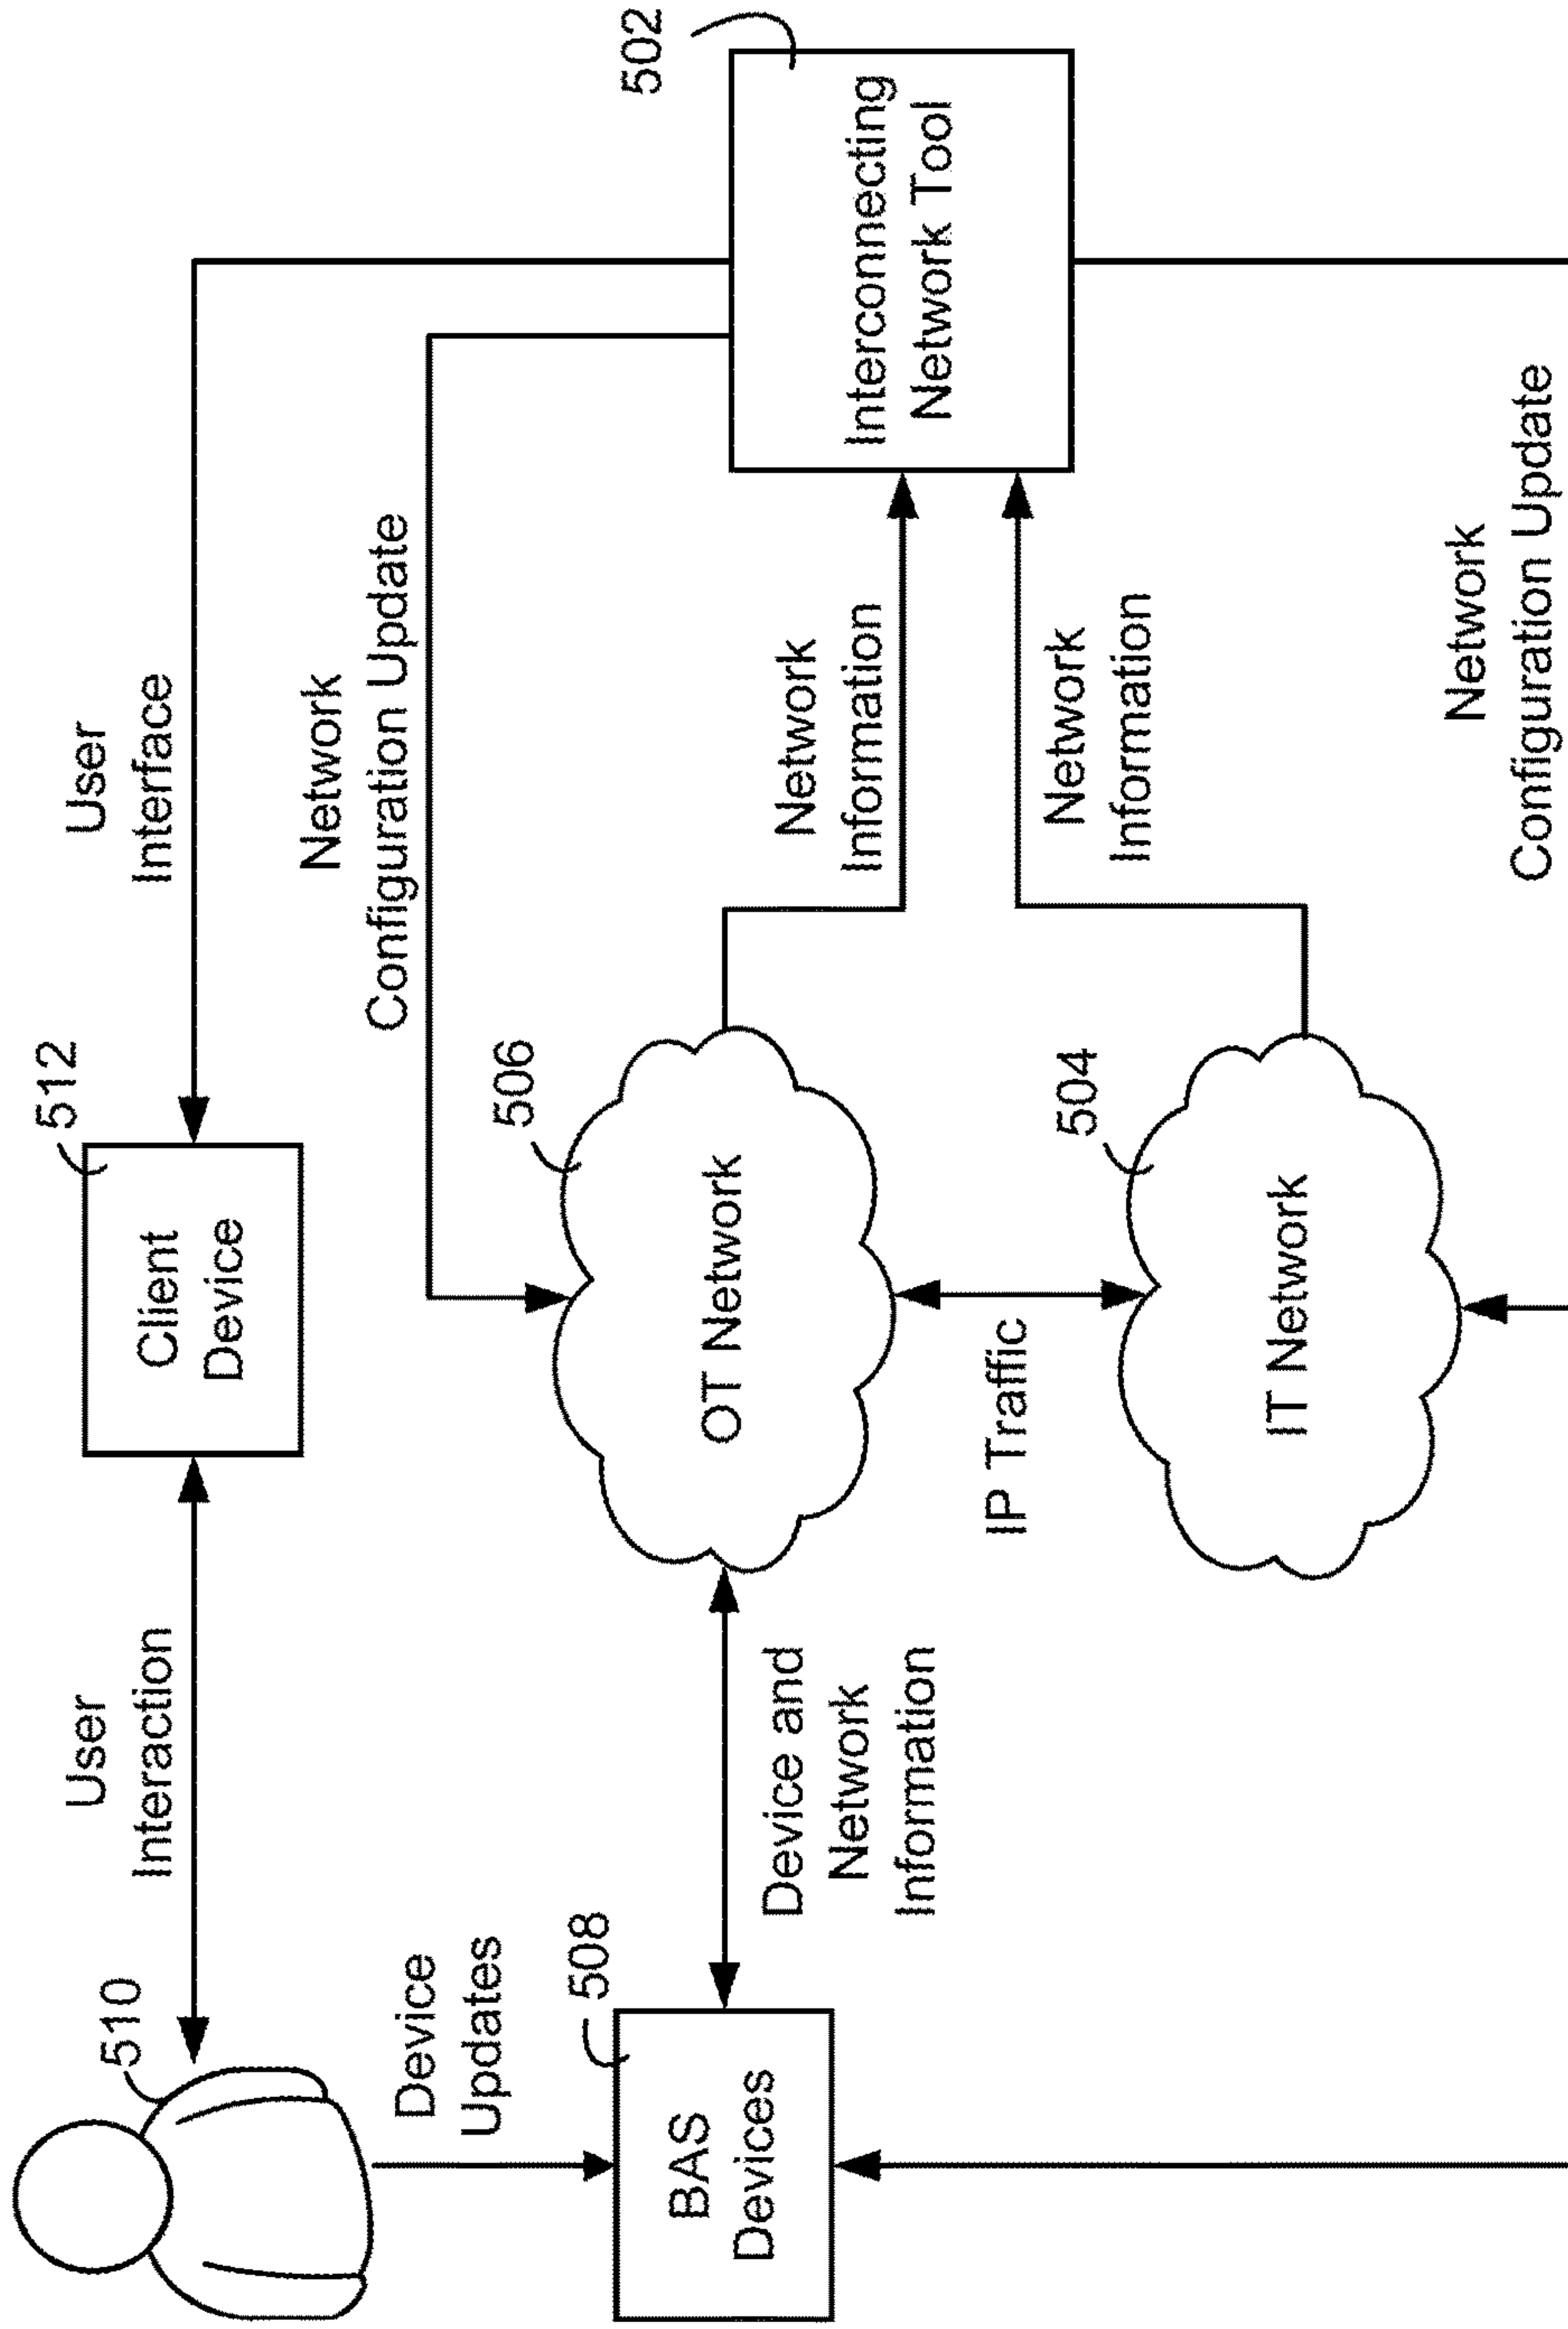 510
User
Interaction
512
Client
Device
User
Interface
Device
Updates
Network
Configuration Update
508
BAS
Devices
Device and
Network
Information
506
OT Network
Network
Information
502
Interconnecting
Network Tool
IP Traffic
504
IT Network
Network
Information
Network
Configuration Update